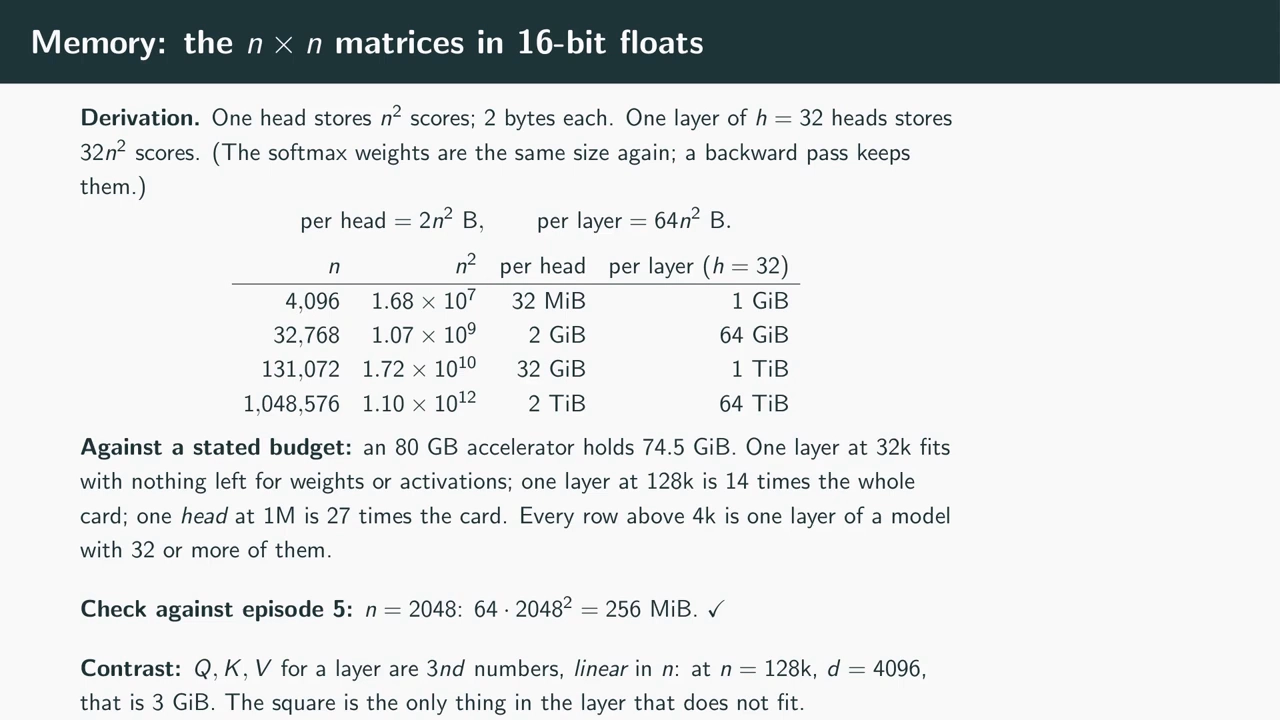 Memory: the n × n matrices in 16-bit floats
Derivation. One head stores n² scores; 2 bytes each. One layer of h = 32 heads stores
32n² scores. (The softmax weights are the same size again; a backward pass keeps
them.)
per head = 2n² B, per layer = 64n² B.
n n² per head per layer (h = 32)
4,096 1.68 × 10⁷ 32 MiB 1 GiB
32,768 1.07 × 10⁹ 2 GiB 64 GiB
131,072 1.72 × 10¹⁰ 32 GiB 1 TiB
1,048,576 1.10 × 10¹² 2 TiB 64 TiB
Against a stated budget: an 80 GB accelerator holds 74.5 GiB. One layer at 32k fits
with nothing left for weights or activations; one layer at 128k is 14 times the whole
card; one head at 1M is 27 times the card. Every row above 4k is one layer of a model
with 32 or more of them.
Check against episode 5: n = 2048: 64 · 2048² = 256 MiB. ✓
Contrast: Q, K, V for a layer are 3nd numbers, linear in n: at n = 128k, d = 4096,
that is 3 GiB. The square is the only thing in the layer that does not fit.